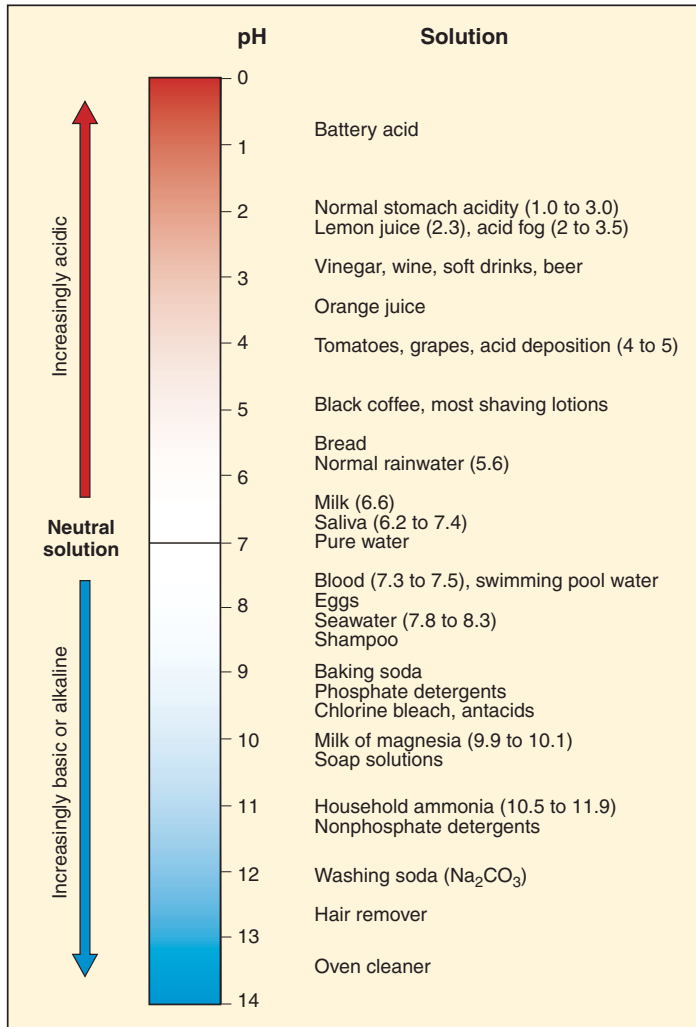 pH Solution
0
Battery acid
1
2
Normal stomach acidity (1.0 to 3.0)
Lemon juice (2.3), acid fog (2 to 3.5)
Vinegar, wine, soft drinks, beer
3
Orange juice
4
Tomatoes, grapes, acid deposition (4 to 5)
Black coffee, most shaving lotions
5
Bread
Normal rainwater (5.6)
6
Milk (6.6)
Saliva (6.2 to 7.4)
Pure water
7
Blood (7.3 to 7.5), swimming pool water
Eggs
8
Seawater (7.8 to 8.3)
Shampoo
9
Baking soda
Phosphate detergents
Chlorine bleach, antacids
10
Milk of magnesia (9.9 to 10.1)
Soap solutions
11
Household ammonia (10.5 to 11.9)
Nonphosphate detergents
12
Washing soda (Na₂CO₃)
Hair remover
13
Oven cleaner
14
Increasingly acidic
Neutral
solution
Increasingly basic or alkaline